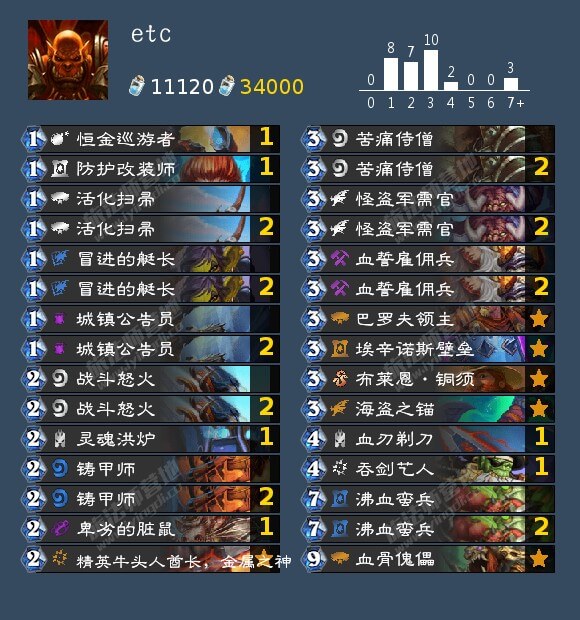 etc
11120 34000
0 8 7 10 2 0 0 3
0 1 2 3 4 5 6 7+
1 恒金巡游者 1
1 防护改装师 1
1 活化扫帚
1 活化扫帚 2
1 冒进的艇长
1 冒进的艇长 2
1 城镇公告员
1 城镇公告员 2
2 战斗怒火
2 战斗怒火 2
2 灵魂洪炉 1
2 铸甲师
2 铸甲师 2
2 卑劣的脏鼠 1
2 精英牛头人酋长，金属之神
3 苦痛侍僧
3 苦痛侍僧 2
3 怪盗军需官
3 怪盗军需官 2
3 血誓雇佣兵
3 血誓雇佣兵 2
3 巴罗夫领主
3 埃辛诺斯壁垒
3 布莱恩·铜须
3 海盗之锚
4 血刃剃刀 1
4 吞剑艺人 1
7 沸血蛮兵
7 沸血蛮兵 2
9 血骨傀儡